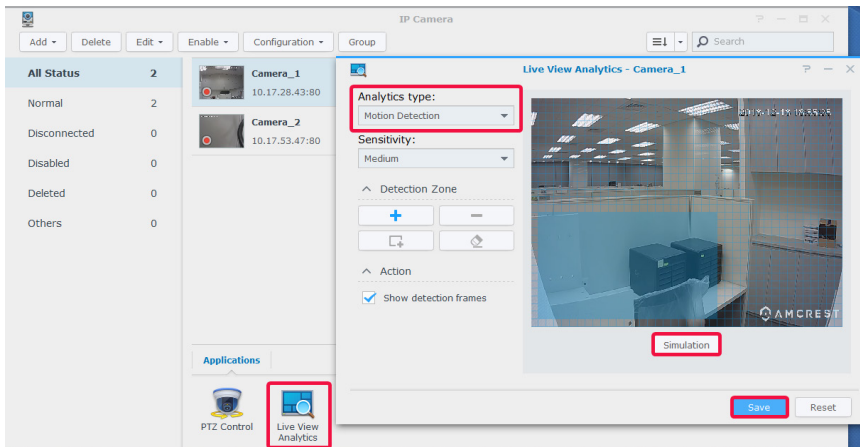 IP Camera
Add
Delete
Edit
Enable
Configuration
Group
Search
All Status 2
Normal 2
Disconnected 0
Disabled 0
Deleted 0
Others 0
Camera_1
10.17.28.43:80
Camera_2
10.17.53.47:80
Applications
PTZ Control
Live View
Analytics
Live View Analytics - Camera_1
Analytics type:
Motion Detection
Sensitivity:
Medium
Detection Zone
Action
Show detection frames
AMCREST
Simulation
Save
Reset